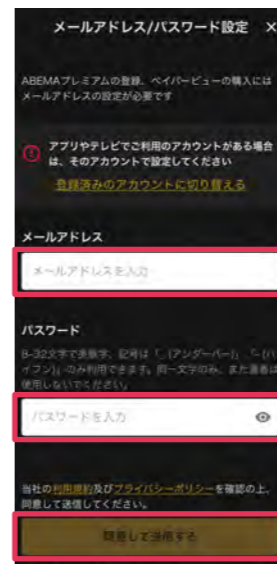 メールアドレス/パスワード設定 ×
ABEMAプレミアムの登録、ペイパービューの購入には
メールアドレスの設定が必要です
アプリやテレビでご利用のアカウントがある場合
は、そのアカウントで設定してください
登録済みのアカウントに切り替える
メールアドレス
メールアドレスを入力
パスワード
8-32文字で英数字、記号は「_(アンダーバー)」「-(ハ
イフン)」のみ利用できます。同一文字のみ、また連番は
使用しないでください。
パスワードを入力
当社の利用規約及びプライバシーポリシーを確認の上、
同意して送信してください。
同意して送信する